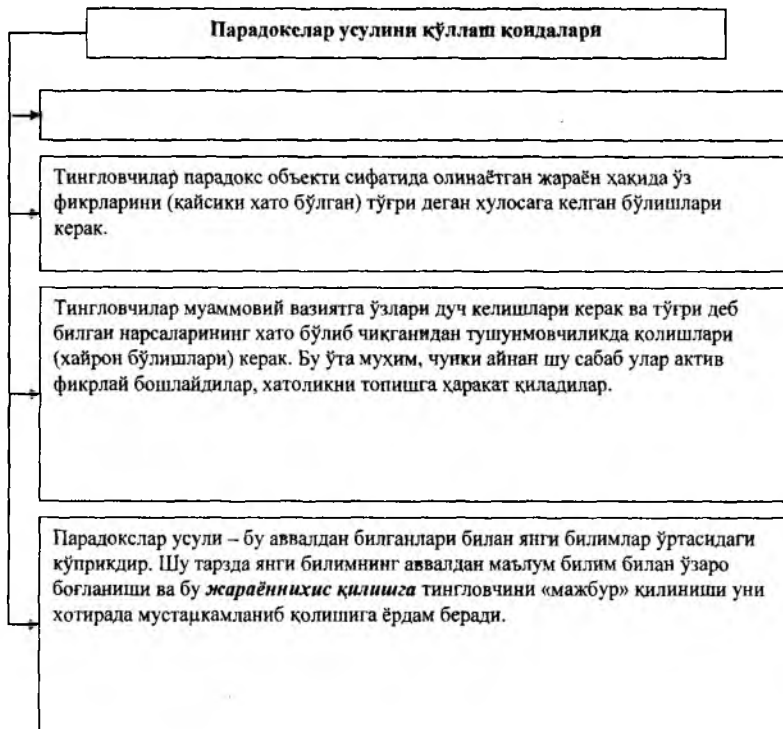 Парадокслар усулини қўллаш қоидалари
Тингловчилар парадокс объекти сифатида олинаётган жараён ҳақида ўз
фикрларини (қайсики хато бўлган) тўғри деган хулосага келган бўлишлари
керак.
Тингловчилар муаммовий вазиятга ўзлари дуч келишлари керак ва тўғри деб
билган нарсаларининг хато бўлиб чиқганидан тушунмовчиликда қолишлари
(хайрон бўлишлари) керак. Бу ўта муҳим, чунки айнан шу сабаб улар актив
фикрлай бошлайдилар, хатоликни топишга ҳаракат қиладилар.
Парадокслар усули – бу аввалдан билганлари билан янги билимлар ўртасидаги
кўприкдир. Шу тарзда янги билимнинг аввалдан маълум билим билан ўзаро
боғланиши ва бу жараённихис қилишга тингловчини «мажбур» қилиниши уни
хотирада мустаҳкамланиб қолишига ёрдам беради.